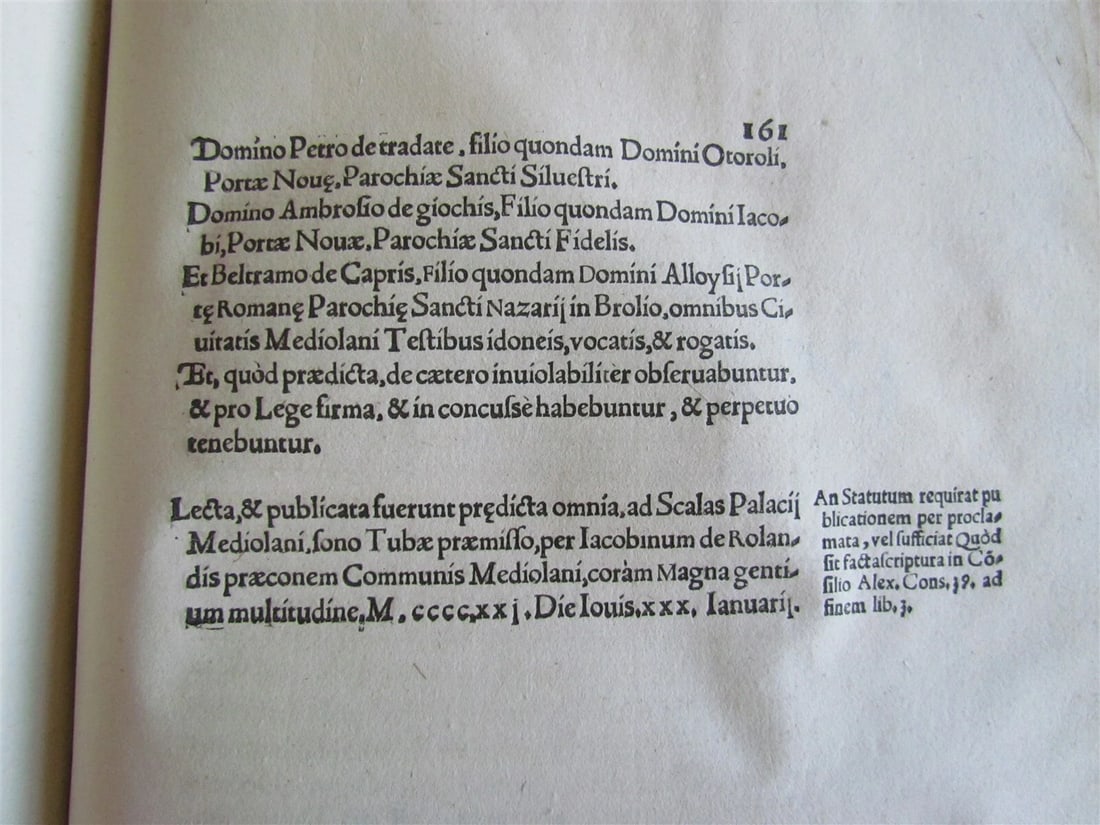 161
Domino Petro de tradate, filio quondam Domini Otoroli,
Portæ Nouę, Parochiæ Sancti Silueſtri.
Domino Ambroſio de giochis, Filio quondam Domini Iaco-
bi, Portæ Nouæ, Parochiæ Sancti Fidelis.
Et Beltramo de Capris, Filio quondam Domini Alloyſij Por-
tę Romanę Parochię Sancti Nazarij in Brolio, omnibus Ci-
uitatis Mediolani Teſtibus idoneis, vocatis, & rogatis.
Et, quòd prædicta, de cætero inuiolabilitèr obſeruabuntur,
& pro Lege firma, & in concuſsè habebuntur, & perpetuo
tenebuntur.
Lecta, & publicata fuerunt prędicta omnia, ad Scalas Palacij
Mediolani, ſono Tubæ præmiſſo, per Iacobinum de Rolan-
dis præconem Communis Mediolani, coràm Magna genti-
um multitudine, M. ccccxxj. Die Iouis. xxx. Ianuarij.
An Statutum requirat pu
blicationem per procla-
mata, vel ſufficiat Quòd
ſit facta ſcriptura in Cō-
ſilio Alex. Cons. 39. ad
finem lib. 3.